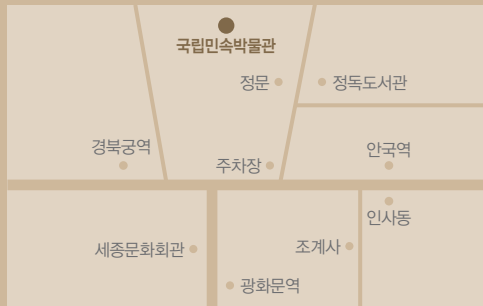 국립민속박물관
정문
정독도서관
경복궁역
주차장
안국역
인사동
세종문화회관
조계사
광화문역